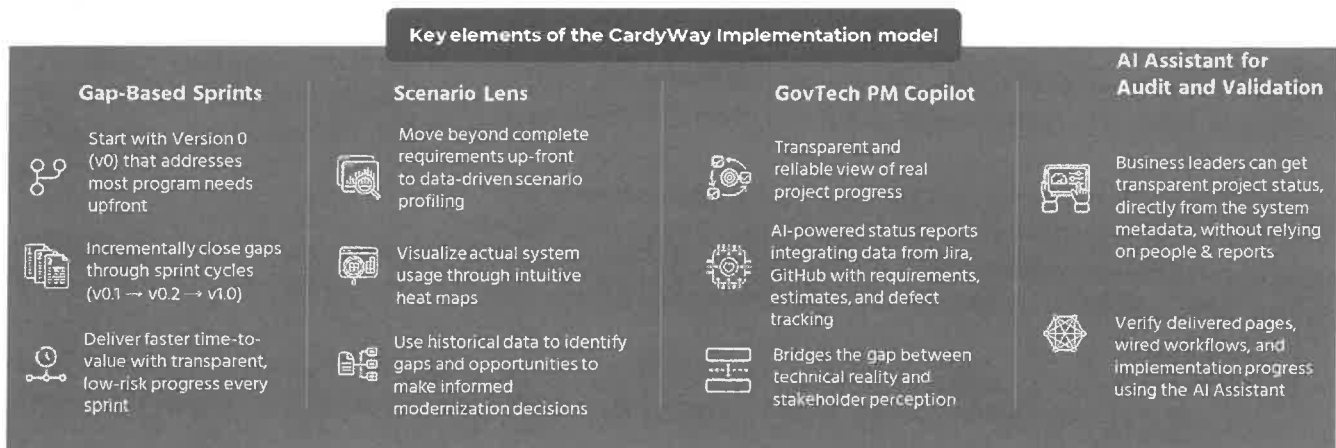 Key elements of the CardyWay Implementation model
Gap-Based Sprints
Start with Version 0
(v0) that addresses
most program needs
upfront
Incrementally close gaps
through sprint cycles
(v0.1 → v0.2 → v1.0)
Deliver faster time-to-
value with transparent,
low-risk progress every
sprint
Scenario Lens
Move beyond complete
requirements up-front
to data-driven scenario
profiling
Visualize actual system
usage through intuitive
heat maps
Use historical data to identify
gaps and opportunities to
make informed
modernization decisions
GovTech PM Copilot
Transparent and
reliable view of real
project progress
AI-powered status reports
integrating data from Jira,
GitHub with requirements,
estimates, and defect
tracking
Bridges the gap between
technical reality and
stakeholder perception
AI Assistant for
Audit and Validation
Business leaders can get
transparent project status,
directly from the system
metadata, without relying
on people & reports
Verify delivered pages,
wired workflows, and
implementation progress
using the AI Assistant